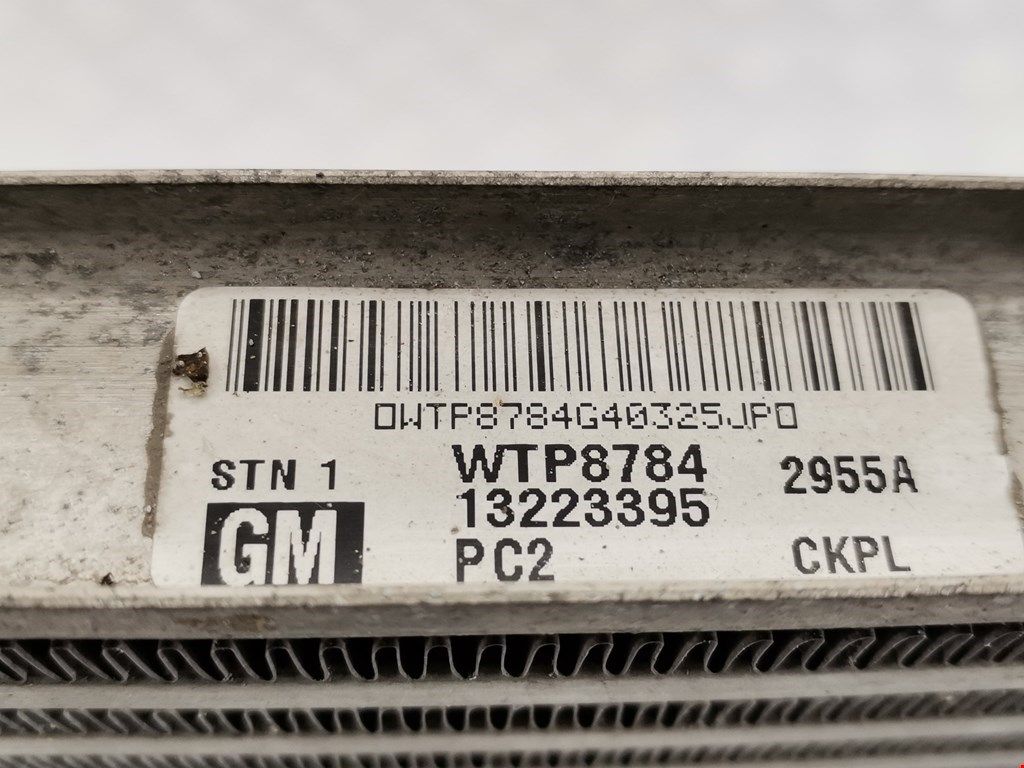 0WTP8784G40325JP0
STN 1 WTP8784 2955A
13223395
GM PC2 CKPL